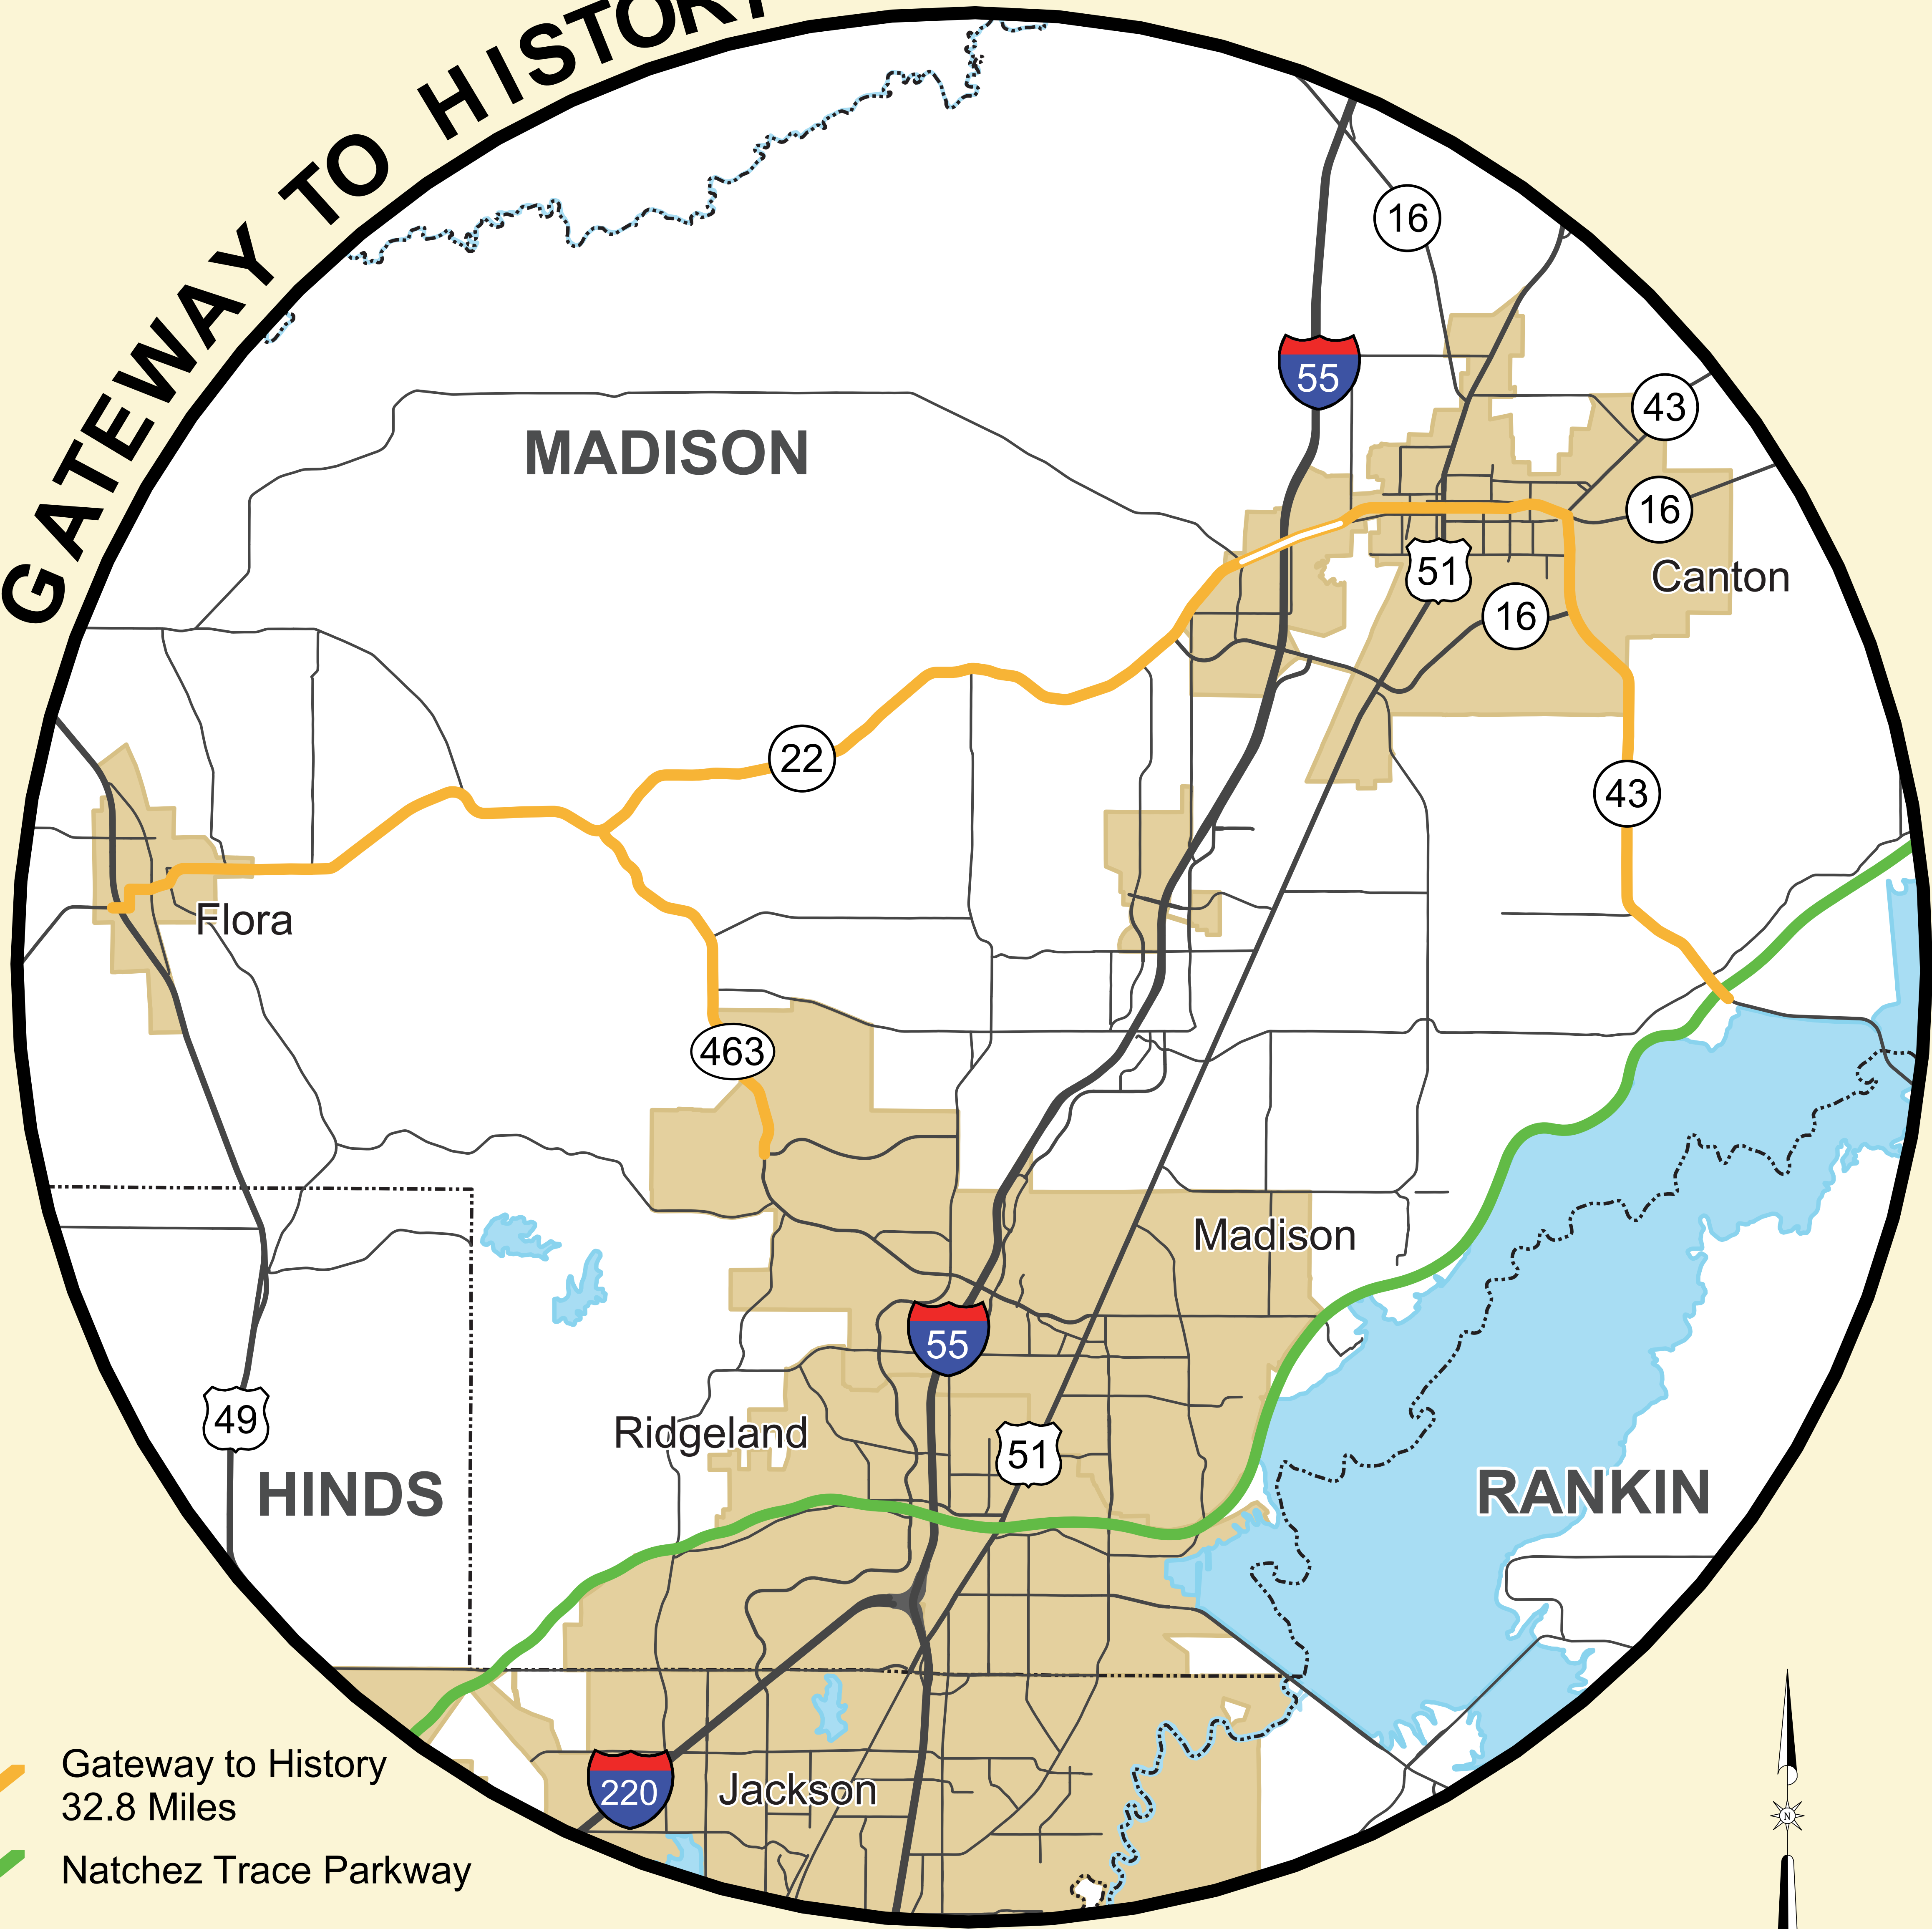 GATEWAY TO HISTORY
16
55
43
MADISON
16
51
Canton
16
22
43
Flora
463
Madison
55
49
Ridgeland
51
HINDS
RANKIN
Gateway to History
32.8 Miles
220
Jackson
N
Natchez Trace Parkway